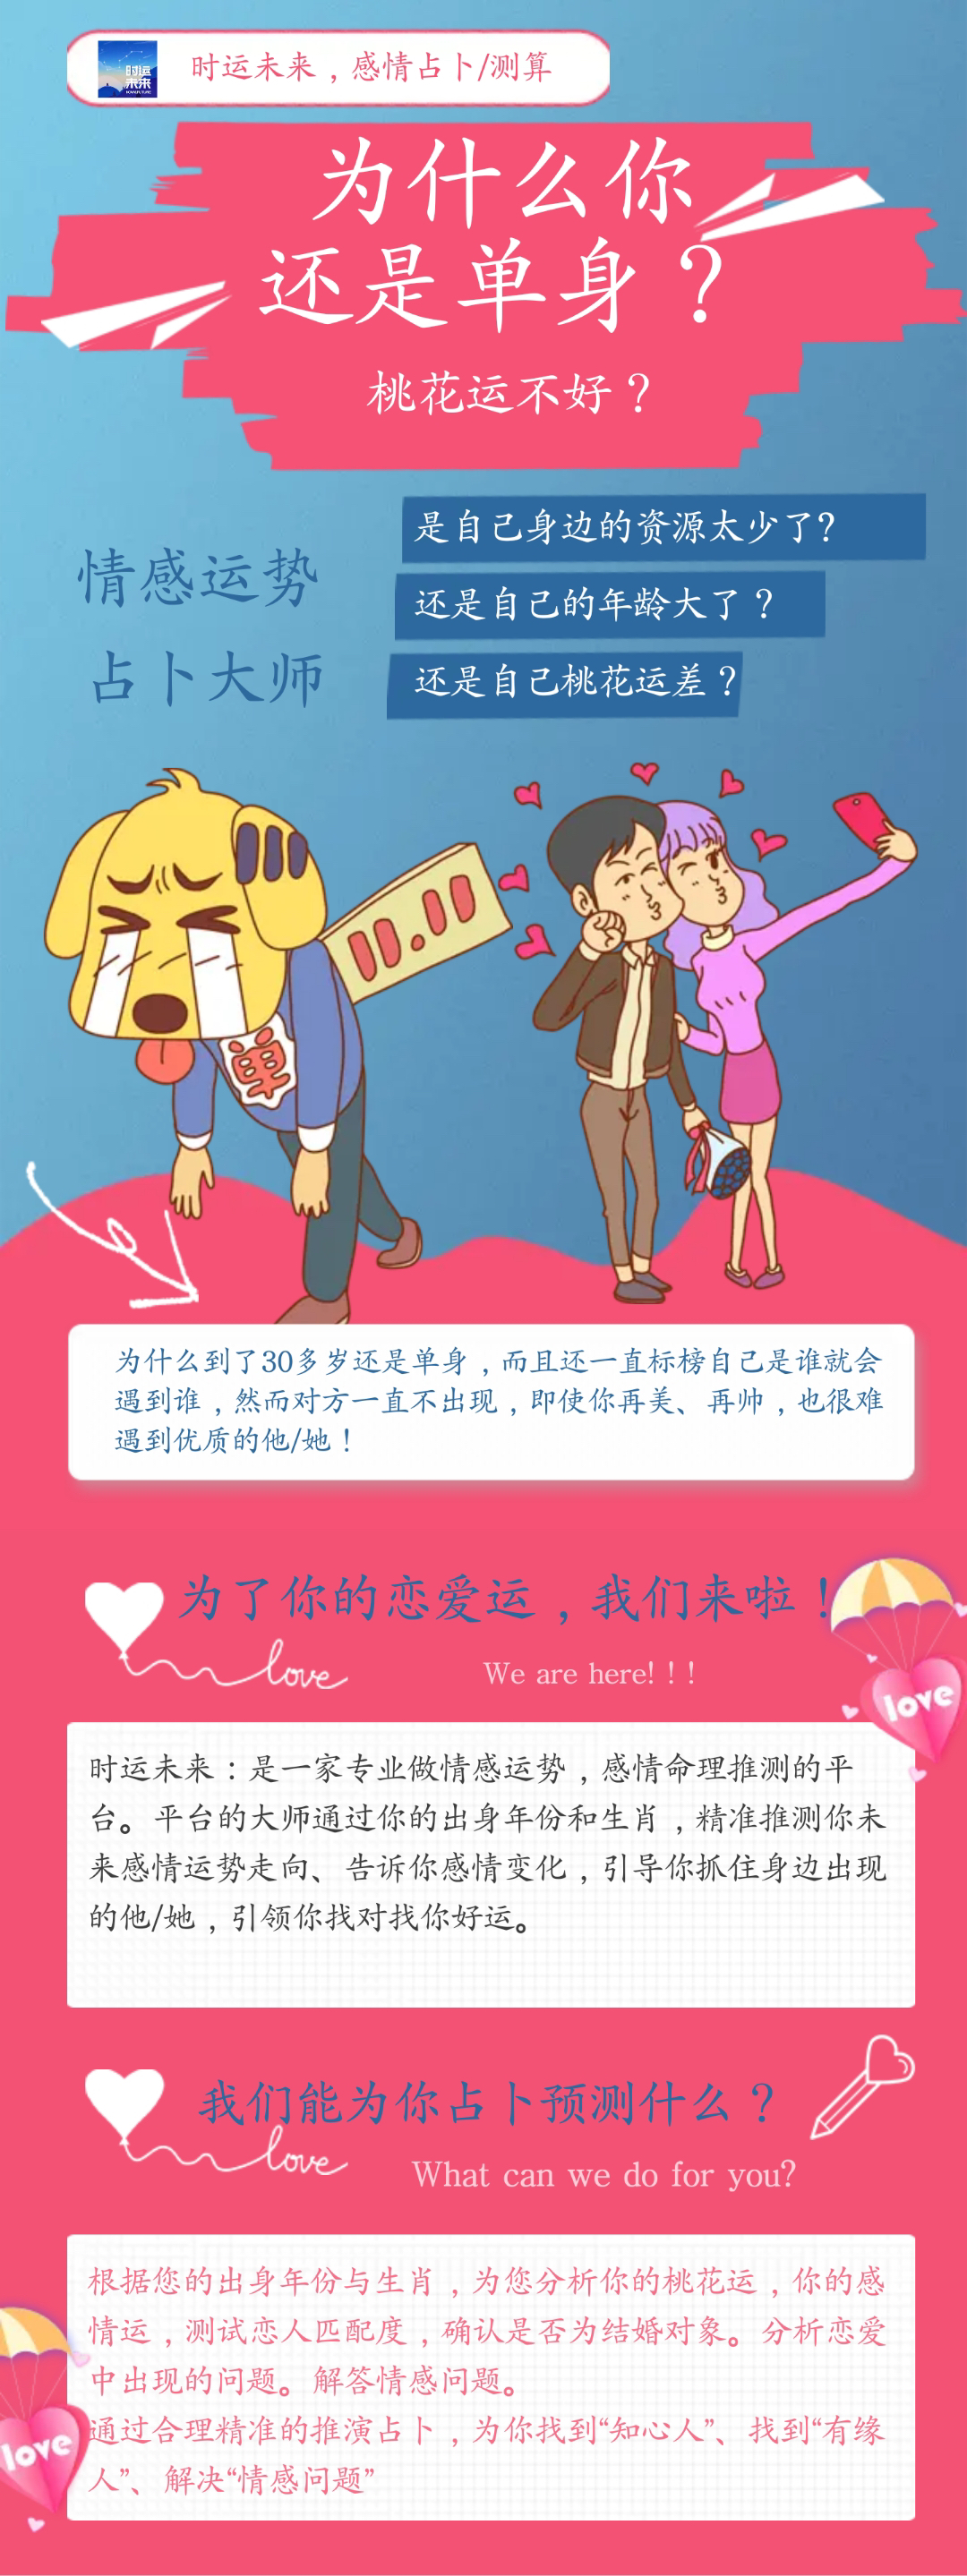 时运
未来
时运未来，感情占卜/测算
为什么你
还是单身？
桃花运不好？
情感运势
占卜大师
是自己身边的资源太少了?
还是自己的年龄大了？
还是自己桃花运差？
11.11
单
为什么到了30多岁还是单身，而且还一直标榜自己是谁就会
遇到谁，然而对方一直不出现，即使你再美、再帅，也很难
遇到优质的他/她！
为了你的恋爱运，我们来啦！
love
We are here!！！
love
时运未来：是一家专业做情感运势，感情命理推测的平
台。平台的大师通过你的出身年份和生肖，精准推测你未
来感情运势走向、告诉你感情变化，引导你抓住身边出现
的他/她，引领你找对找你好运。
我们能为你占卜预测什么？
love
What can we do for you?
根据您的出身年份与生肖，为您分析你的桃花运，你的感
情运，测试恋人匹配度，确认是否为结婚对象。分析恋爱
中出现的问题。解答情感问题。
通过合理精准的推演占卜，为你找到“知心人”、找到“有缘
人”、解决“情感问题”
love